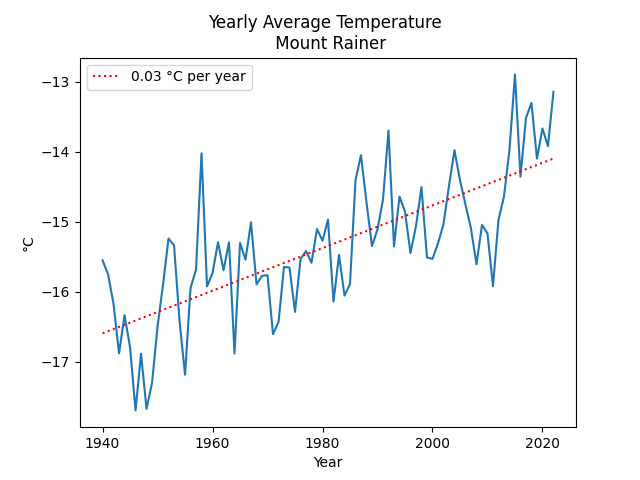 Yearly Average Temperature
Mount Rainer
0.03 °C per year
−13
−14
−15
−16
−17
°C
1940
1960
1980
2000
2020
Year